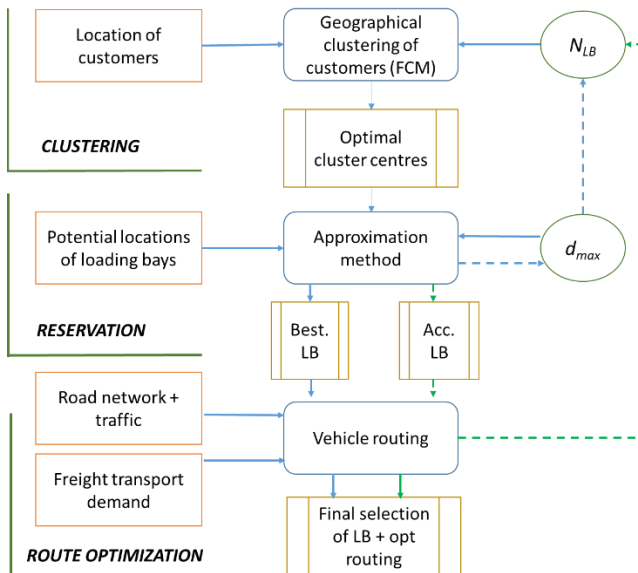 Location of
customers
Geographical
clustering of
customers (FCM)
N_LB
CLUSTERING
Optimal
cluster centres
Potential locations
of loading bays
Approximation
method
d_max
RESERVATION
Best.
LB
Acc.
LB
Road network +
traffic
Vehicle routing
Freight transport
demand
Final selection
of LB + opt
routing
ROUTE OPTIMIZATION